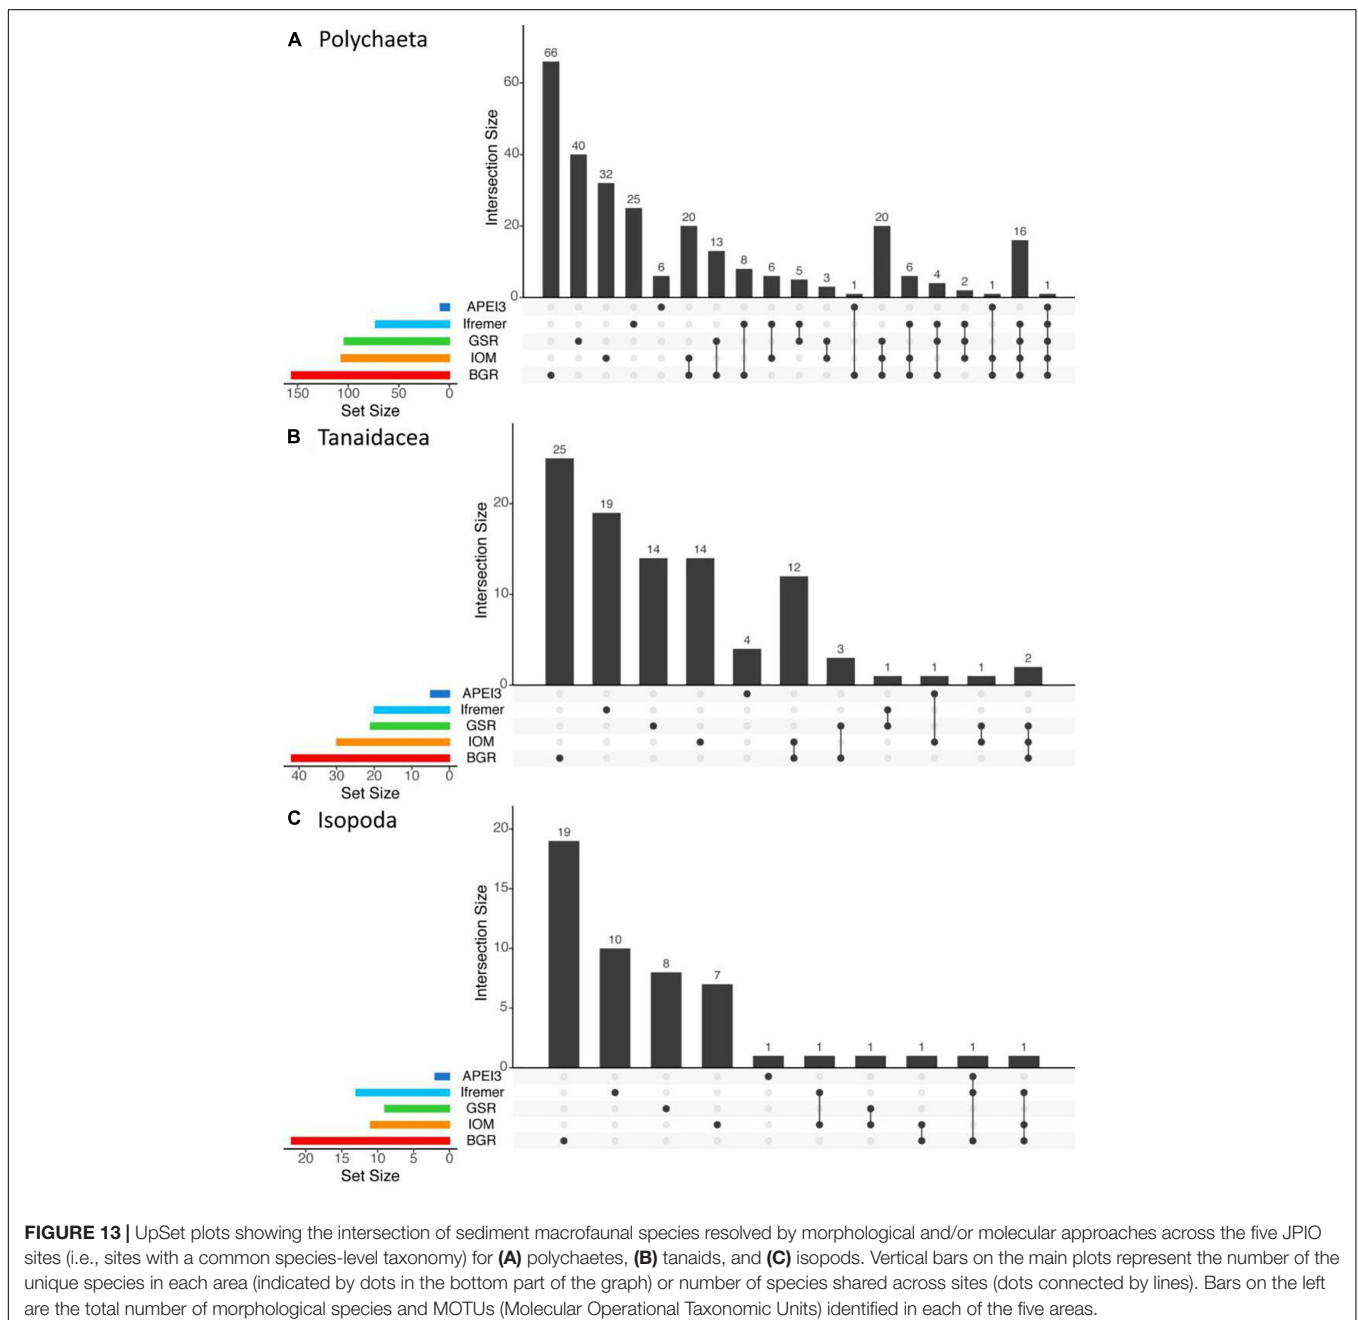 A Polychaeta
66
60
40
32
40
25
20
20
20
16
13
8
6
6
5
3
1
6
4
2
1
1
0
Intersection Size
APEI3
Ifremer
GSR
IOM
BGR
150 100 50 0
Set Size
B Tanaidacea
25
20
19
14 14
12
10
4
3
1 1 1
2
0
Intersection Size
APEI3
Ifremer
GSR
IOM
BGR
40 30 20 10 0
Set Size
C Isopoda
20
19
15
10
10
8
7
5
1 1 1 1 1 1
0
Intersection Size
APEI3
Ifremer
GSR
IOM
BGR
20 15 10 5 0
Set Size
FIGURE 13 | UpSet plots showing the intersection of sediment macrofaunal species resolved by morphological and/or molecular approaches across the five JPIO
sites (i.e., sites with a common species-level taxonomy) for (A) polychaetes, (B) tanaids, and (C) isopods. Vertical bars on the main plots represent the number of the
unique species in each area (indicated by dots in the bottom part of the graph) or number of species shared across sites (dots connected by lines). Bars on the left
are the total number of morphological species and MOTUs (Molecular Operational Taxonomic Units) identified in each of the five areas.